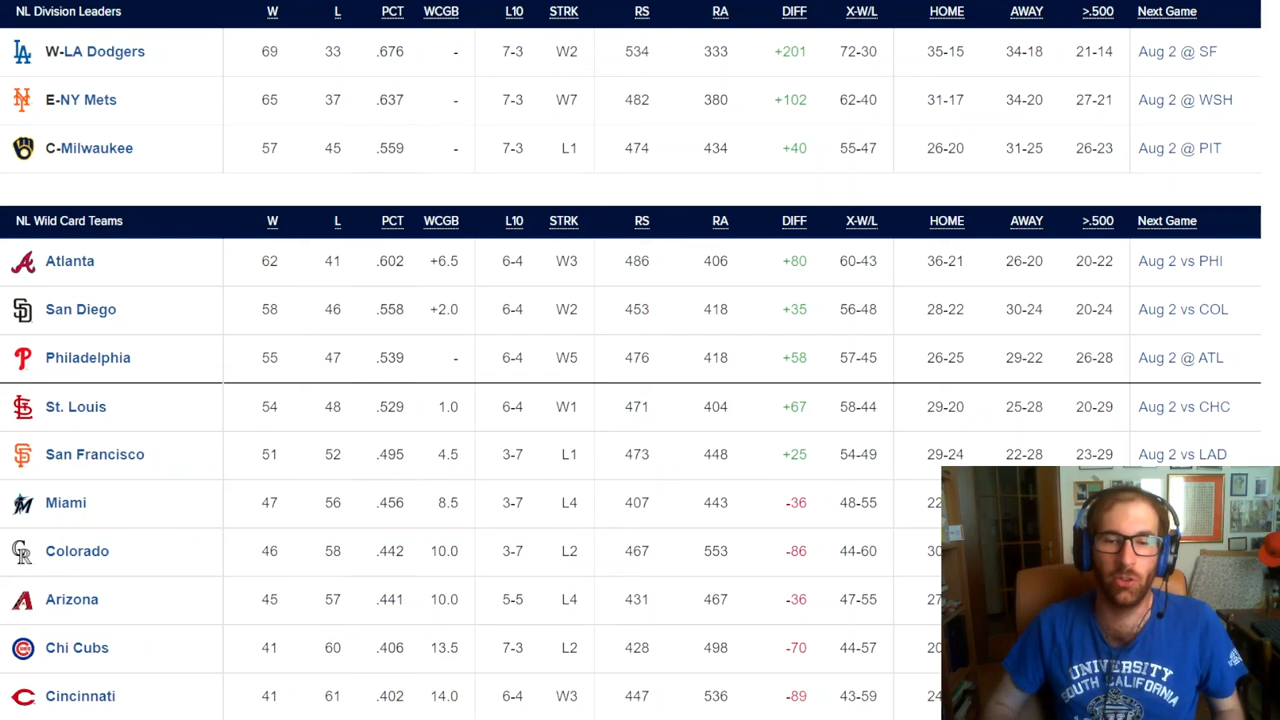 NL Division Leaders W L PCT WCGB L10 STRK RS RA DIFF X-W/L HOME AWAY >.500 Next Game
W-LA Dodgers 69 33 .676 - 7-3 W2 534 333 +201 72-30 35-15 34-18 21-14 Aug 2 @ SF
E-NY Mets 65 37 .637 - 7-3 W7 482 380 +102 62-40 31-17 34-20 27-21 Aug 2 @ WSH
C-Milwaukee 57 45 .559 - 7-3 L1 474 434 +40 55-47 26-20 31-25 26-23 Aug 2 @ PIT
NL Wild Card Teams W L PCT WCGB L10 STRK RS RA DIFF X-W/L HOME AWAY >.500 Next Game
Atlanta 62 41 .602 +6.5 6-4 W3 486 406 +80 60-43 36-21 26-20 20-22 Aug 2 vs PHI
San Diego 58 46 .558 +2.0 6-4 W2 453 418 +35 56-48 28-22 30-24 20-24 Aug 2 vs COL
Philadelphia 55 47 .539 - 6-4 W5 476 418 +58 57-45 26-25 29-22 26-28 Aug 2 @ ATL
St. Louis 54 48 .529 1.0 6-4 W1 471 404 +67 58-44 29-20 25-28 20-29 Aug 2 vs CHC
San Francisco 51 52 .495 4.5 3-7 L1 473 448 +25 54-49 29-24 22-28 23-29 Aug 2 vs LAD
Miami 47 56 .456 8.5 3-7 L4 407 443 -36 48-55 22
Colorado 46 58 .442 10.0 3-7 L2 467 553 -86 44-60 30
Arizona 45 57 .441 10.0 5-5 L4 431 467 -36 47-55 27
Chi Cubs 41 60 .406 13.5 7-3 L2 428 498 -70 44-57 20
Cincinnati 41 61 .402 14.0 6-4 W3 447 536 -89 43-59 24
UNIVERSITY
SOUTH CALIFORNIA